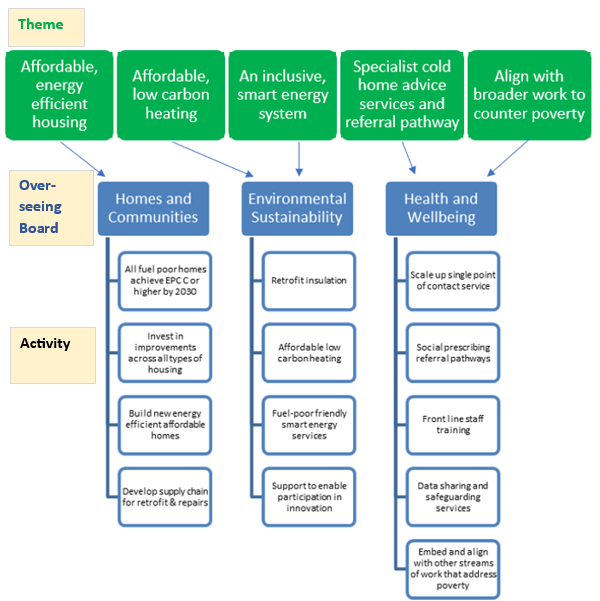 Theme
Affordable,
energy
efficient
housing
Affordable,
low carbon
heating
An inclusive,
smart energy
system
Specialist cold
home advice
services and
referral pathway
Align with
broader work to
counter poverty
Over-
seeing
Board
Homes and
Communities
Environmental
Sustainability
Health and
Wellbeing
Activity
All fuel poor homes
achieve EPC C or
higher by 2030
Invest in
improvements
across all types of
housing
Build new energy
efficient affordable
homes
Develop supply chain
for retrofit & repairs
Retrofit insulation
Affordable low
carbon heating
Fuel-poor friendly
smart energy
services
Support to enable
participation in
innovation
Scale up single point
of contact service
Social prescribing
referral pathways
Front line staff
training
Data sharing and
safeguarding
services
Embed and align
with other streams
of work that address
poverty